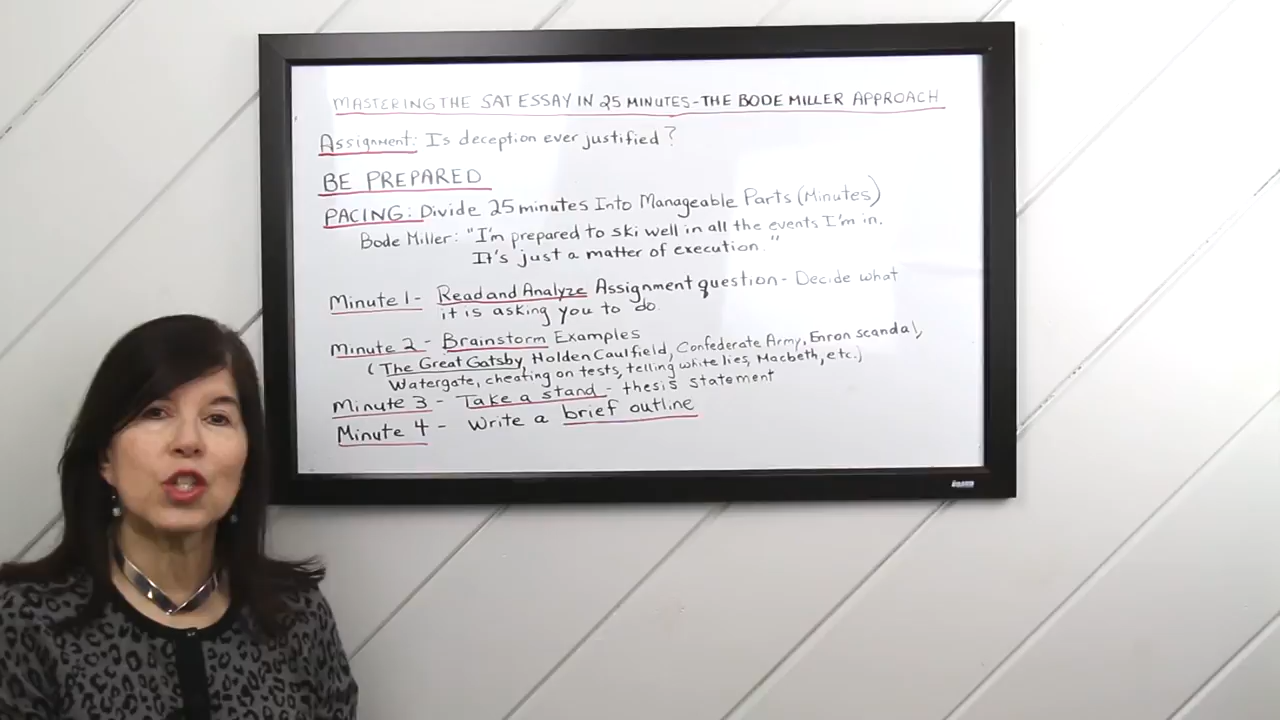 MASTERING THE SAT ESSAY IN 25 MINUTES - THE BODE MILLER APPROACH
Assignment: Is deception ever justified?
BE PREPARED
PACING: Divide 25 minutes Into Manageable Parts (Minutes)
Bode Miller: "I'm prepared to ski well in all the events I'm in.
It's just a matter of execution."
Minute 1 - Read and Analyze Assignment question - Decide what
it is asking you to do.
Minute 2 - Brainstorm Examples
(The Great Gatsby, Holden Caulfield, Confederate Army, Enron scandal,
Watergate, cheating on tests, telling white lies, Macbeth, etc.)
Minute 3 - Take a stand - thesis statement
Minute 4 - Write a brief outline